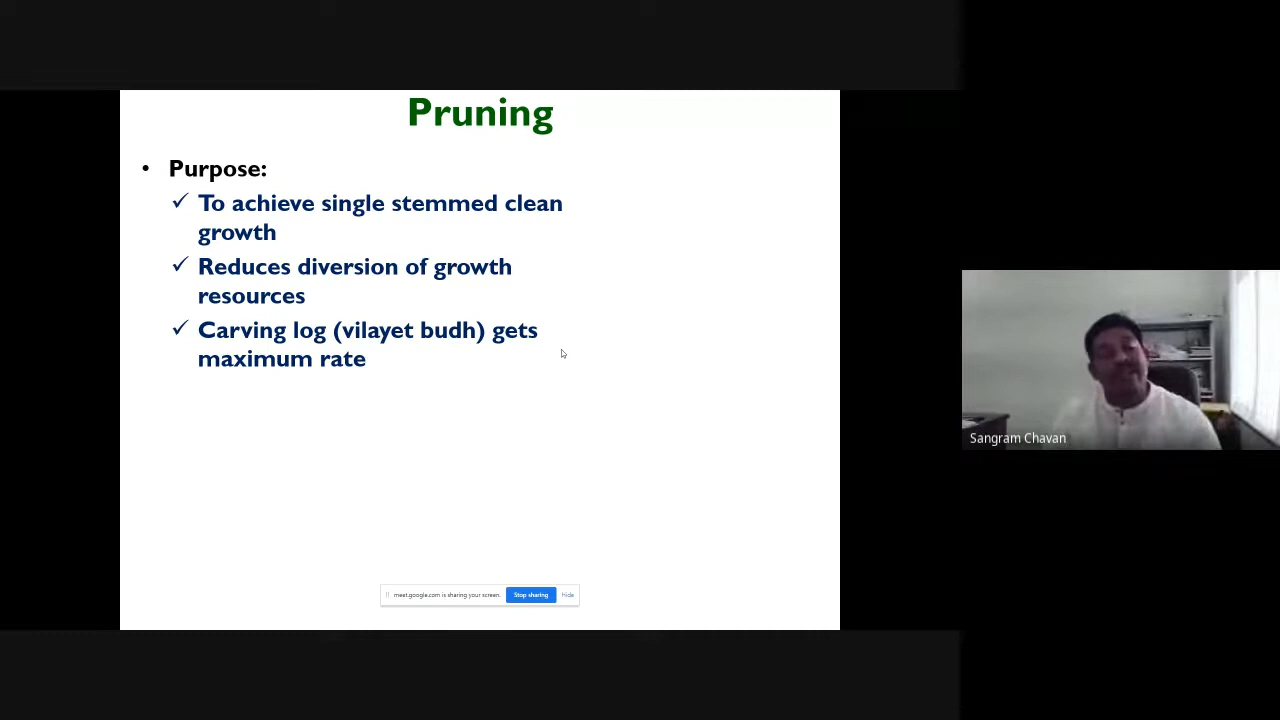 Pruning
• Purpose:
✓ To achieve single stemmed clean
growth
✓ Reduces diversion of growth
resources
✓ Carving log (vilayet budh) gets
maximum rate
Sangram Chavan
meet.google.com is sharing your screen. Stop sharing Hide